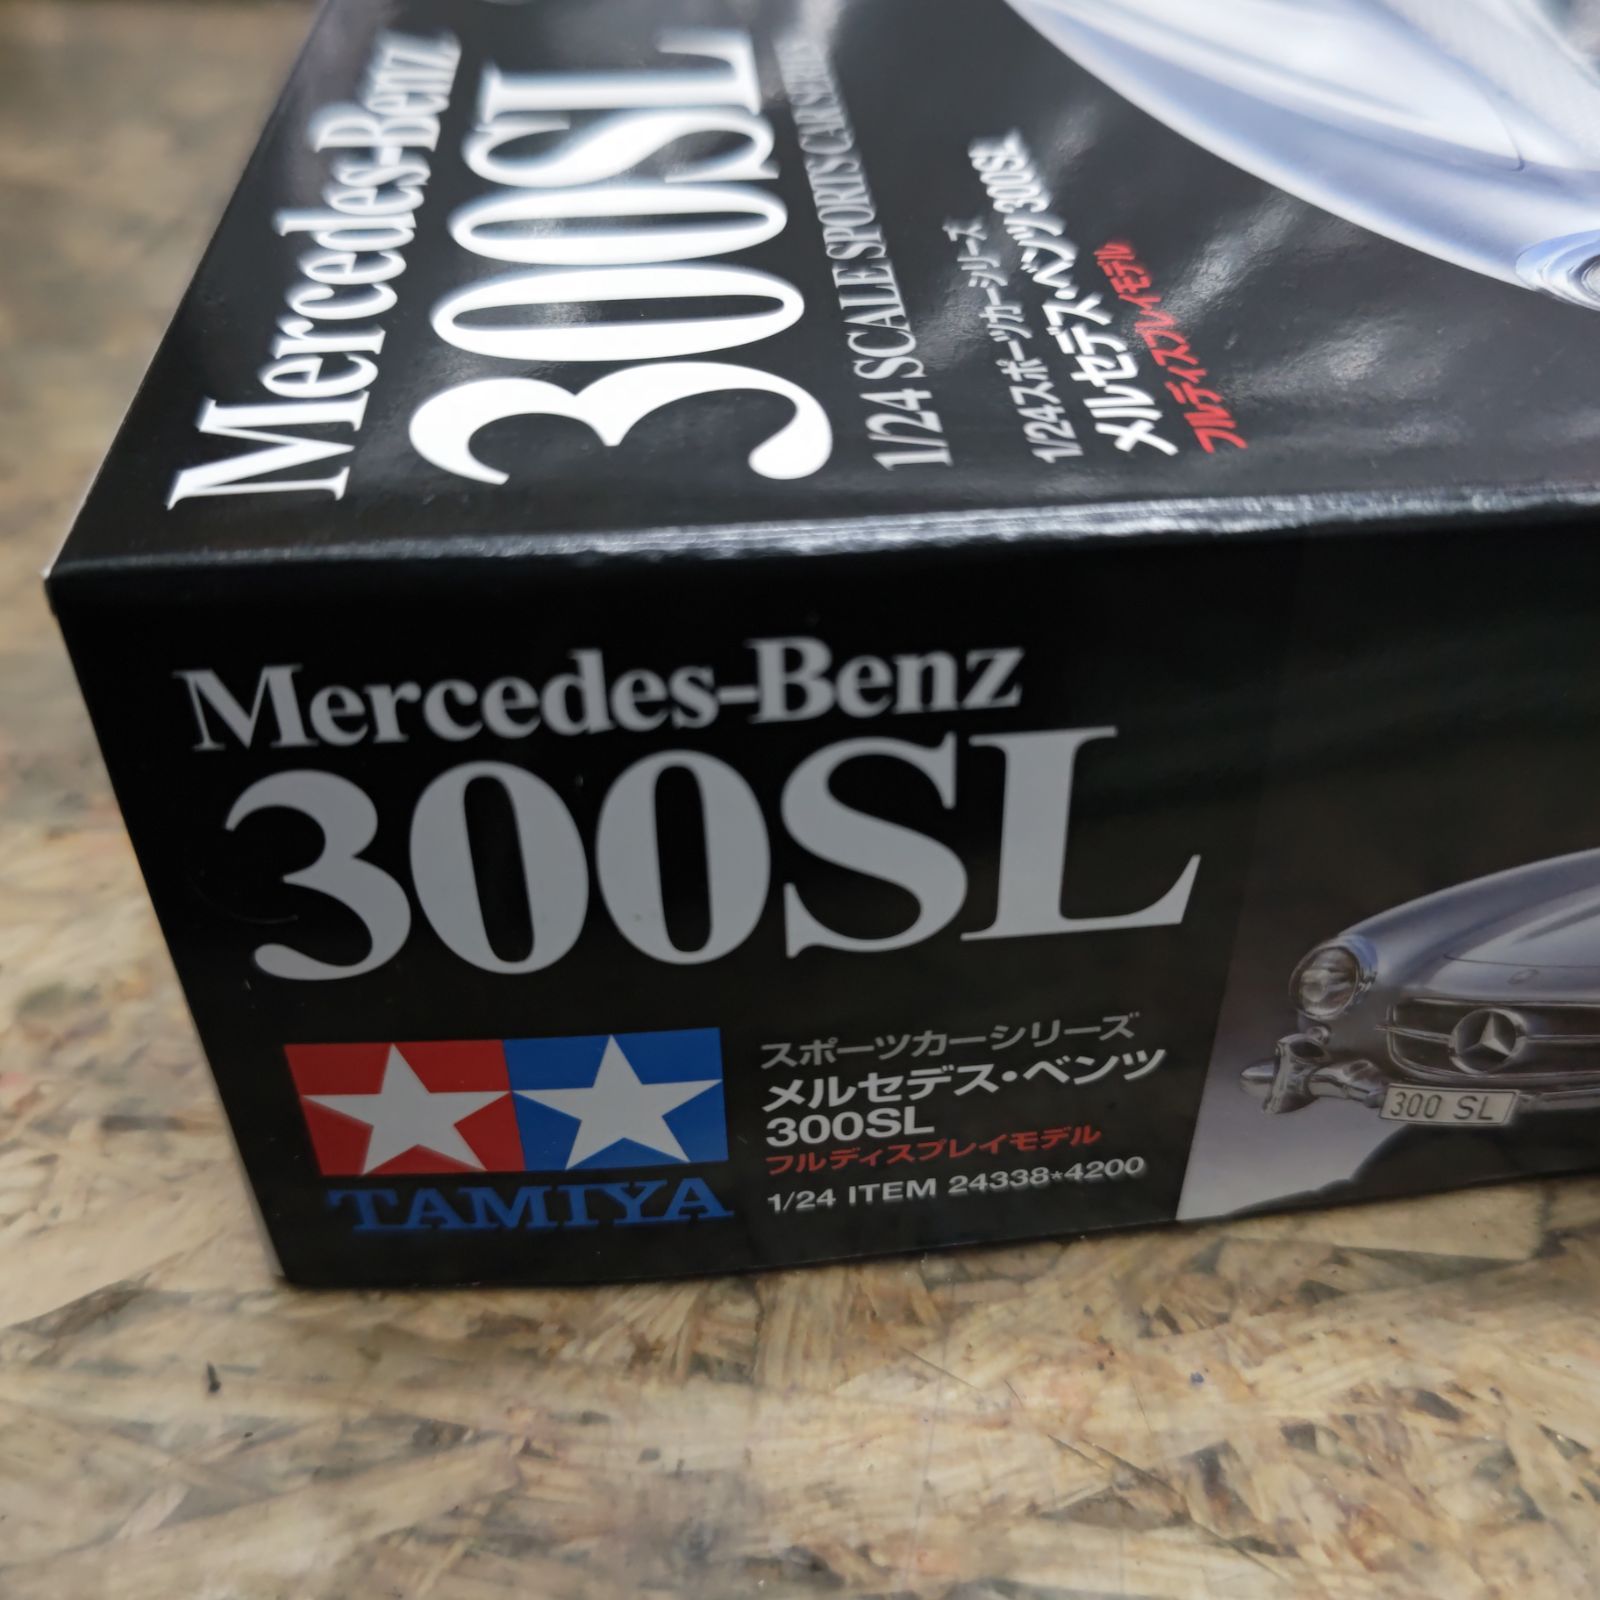 Mercedes-Benz
300SL
1/24 SCALE SPORTS CAR SERIES
1/24スポーツカーシリーズ
メルセデス・ベンツ 300SL
フルディスプレイモデル
Mercedes-Benz
300SL
TAMIYA
スポーツカーシリーズ
メルセデス・ベンツ
300SL
フルディスプレイモデル
1/24 ITEM 24338*4200
300 SL